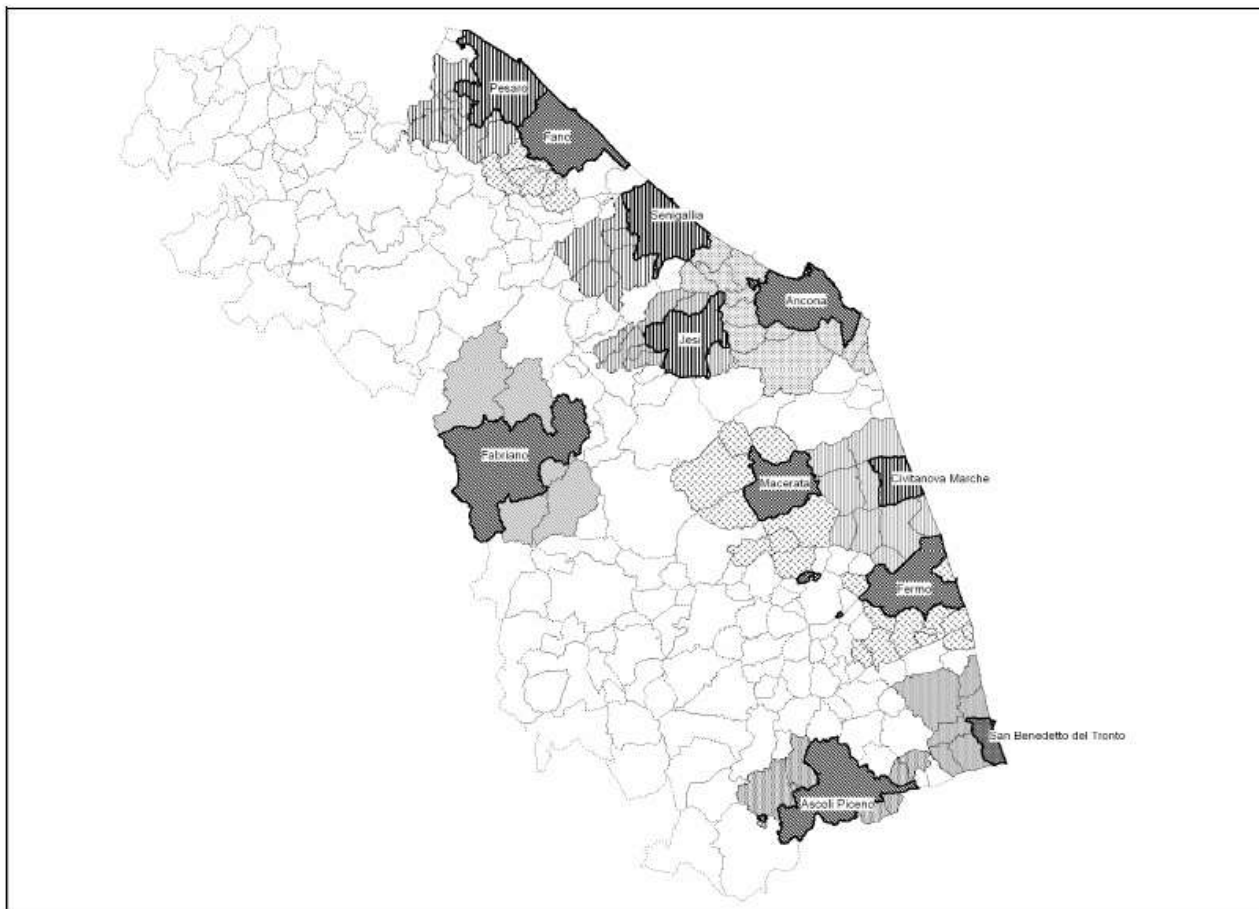 Pesaro
Fano
Senigallia
Ancona
Jesi
Fabriano
Macerata
Civitanova Marche
Fermo
San Benedetto del Tronto
Ascoli Piceno